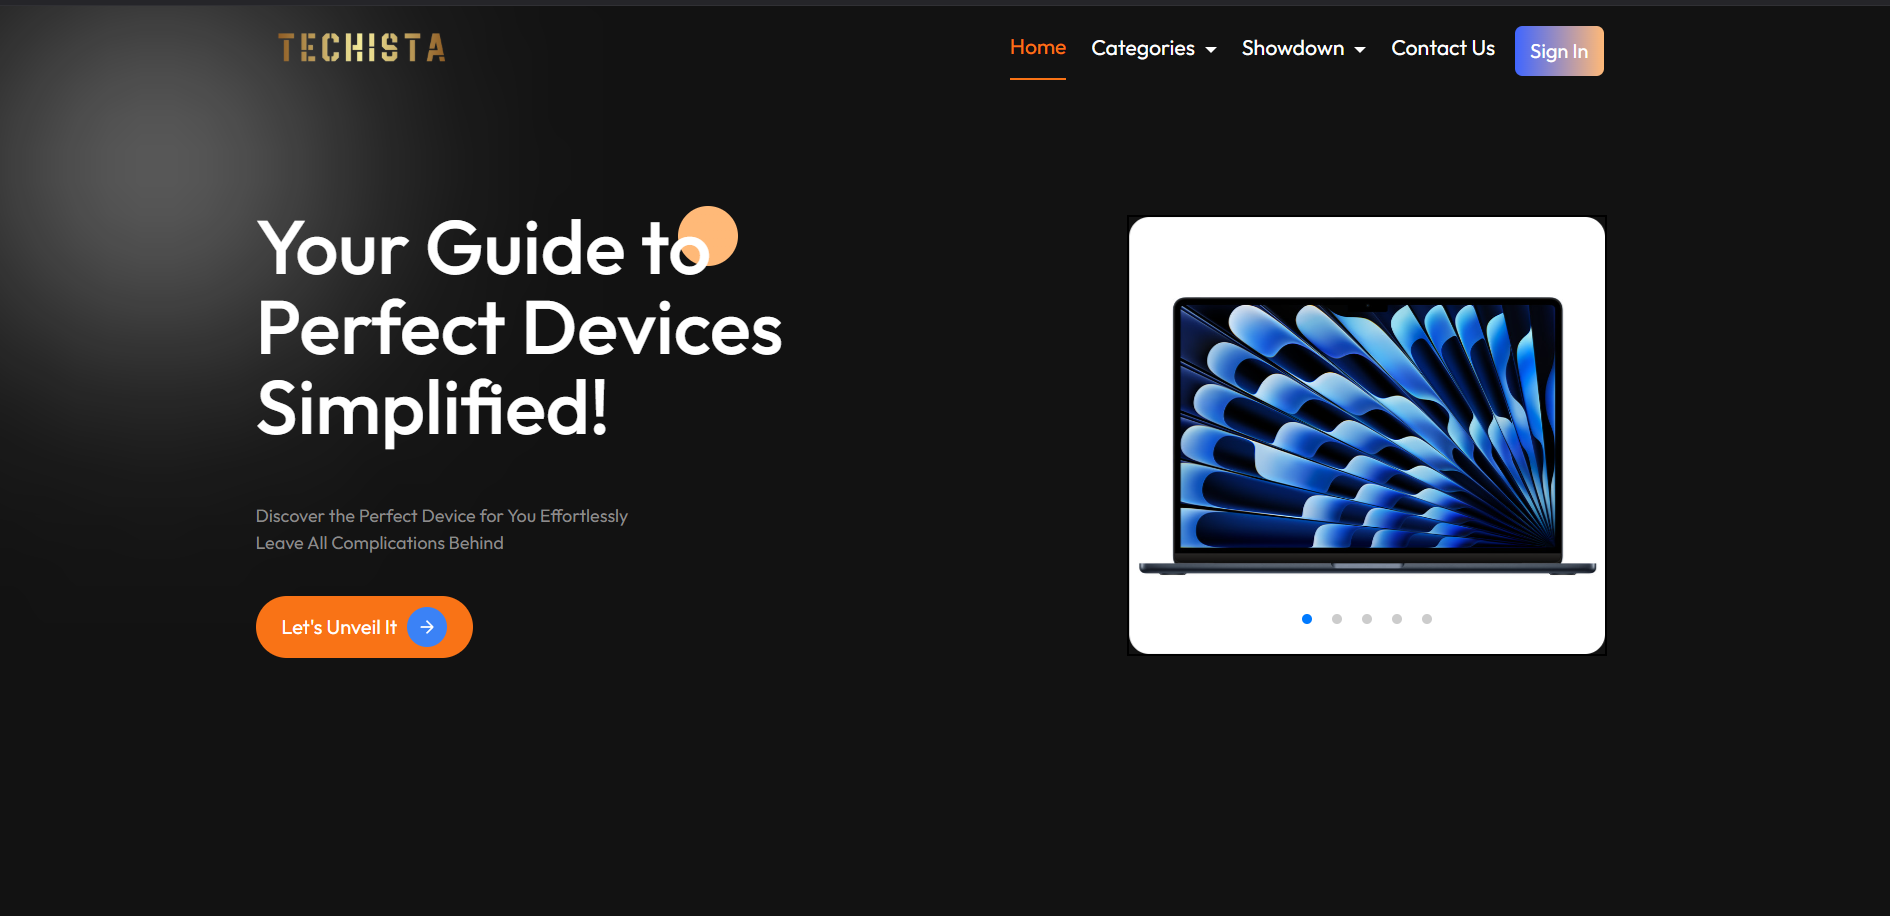 TECHISTA
Home
Categories
Showdown
Contact Us
Sign In
Your Guide to
Perfect Devices
Simplified!
Discover the Perfect Device for You Effortlessly
Leave All Complications Behind
Let's Unveil It